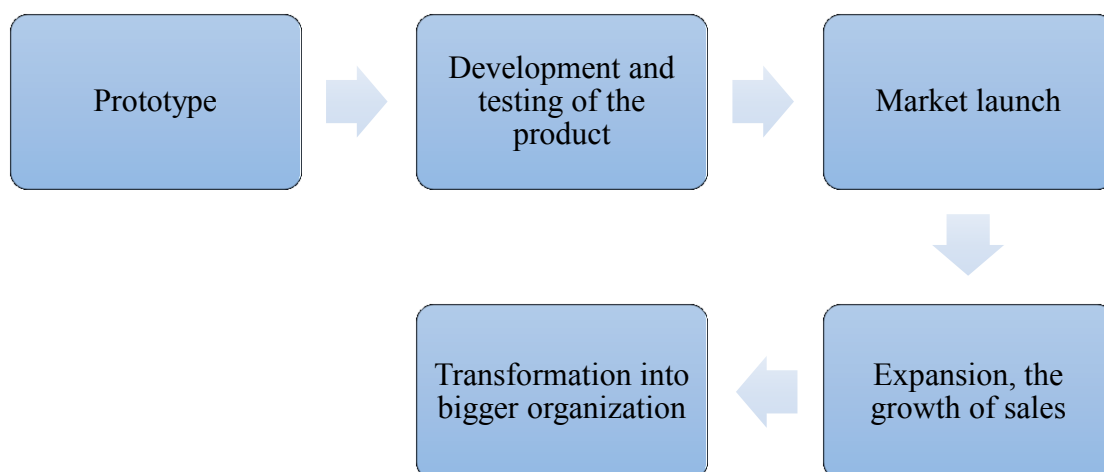 Prototype
Development and
testing of the
product
Market launch
Expansion, the
growth of sales
Transformation into
bigger organization